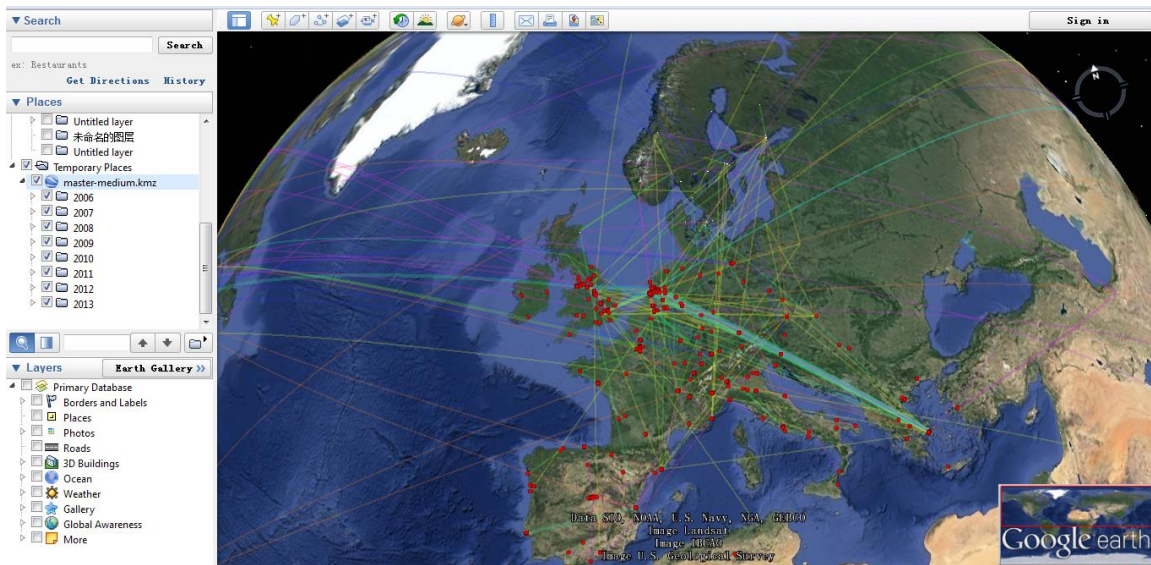 Search
Search
ex: Restaurants
Get Directions History
Places
Untitled layer
未命名的图层
Untitled layer
Temporary Places
master-medium.kmz
2006
2007
2008
2009
2010
2011
2012
2013
Layers
Earth Gallery >>
Primary Database
Borders and Labels
Places
Photos
Roads
3D Buildings
Ocean
Weather
Gallery
Global Awareness
More
Sign in
N
Data SIO, NOAA, U.S. Navy, NGA, GEBCO
Image Landsat
Image IBCAO
Image U.S. Geological Survey
Google earth